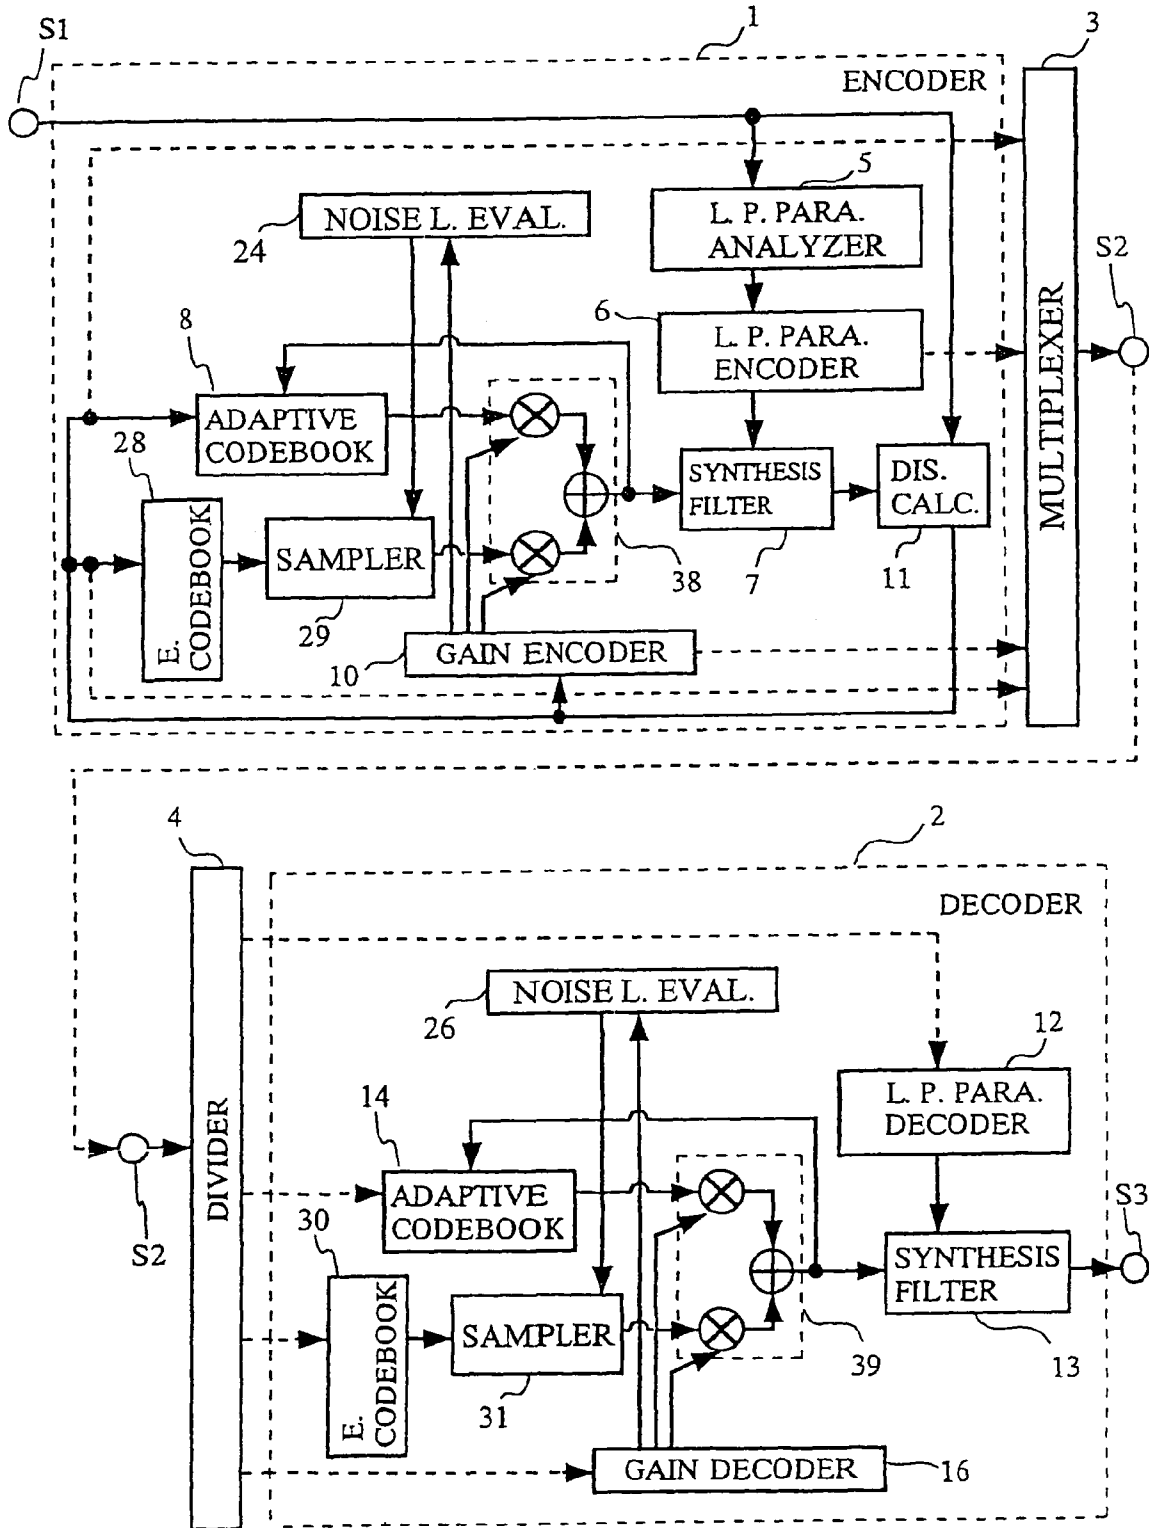 S1
1
3
ENCODER
5
NOISE L. EVAL.
24
L. P. PARA.
ANALYZER
S2
8
6
L. P. PARA.
ENCODER
MULTIPLEXER
ADAPTIVE
CODEBOOK
28
SYNTHESIS
FILTER
DIS.
CALC.
E.
CODEBOOK
SAMPLER
38
7
11
29
10
GAIN ENCODER
4
2
DECODER
NOISE L. EVAL.
26
12
L. P. PARA.
DECODER
14
DIVIDER
ADAPTIVE
CODEBOOK
S2
30
S3
SYNTHESIS
FILTER
E.
CODEBOOK
SAMPLER
39
13
31
GAIN DECODER
16